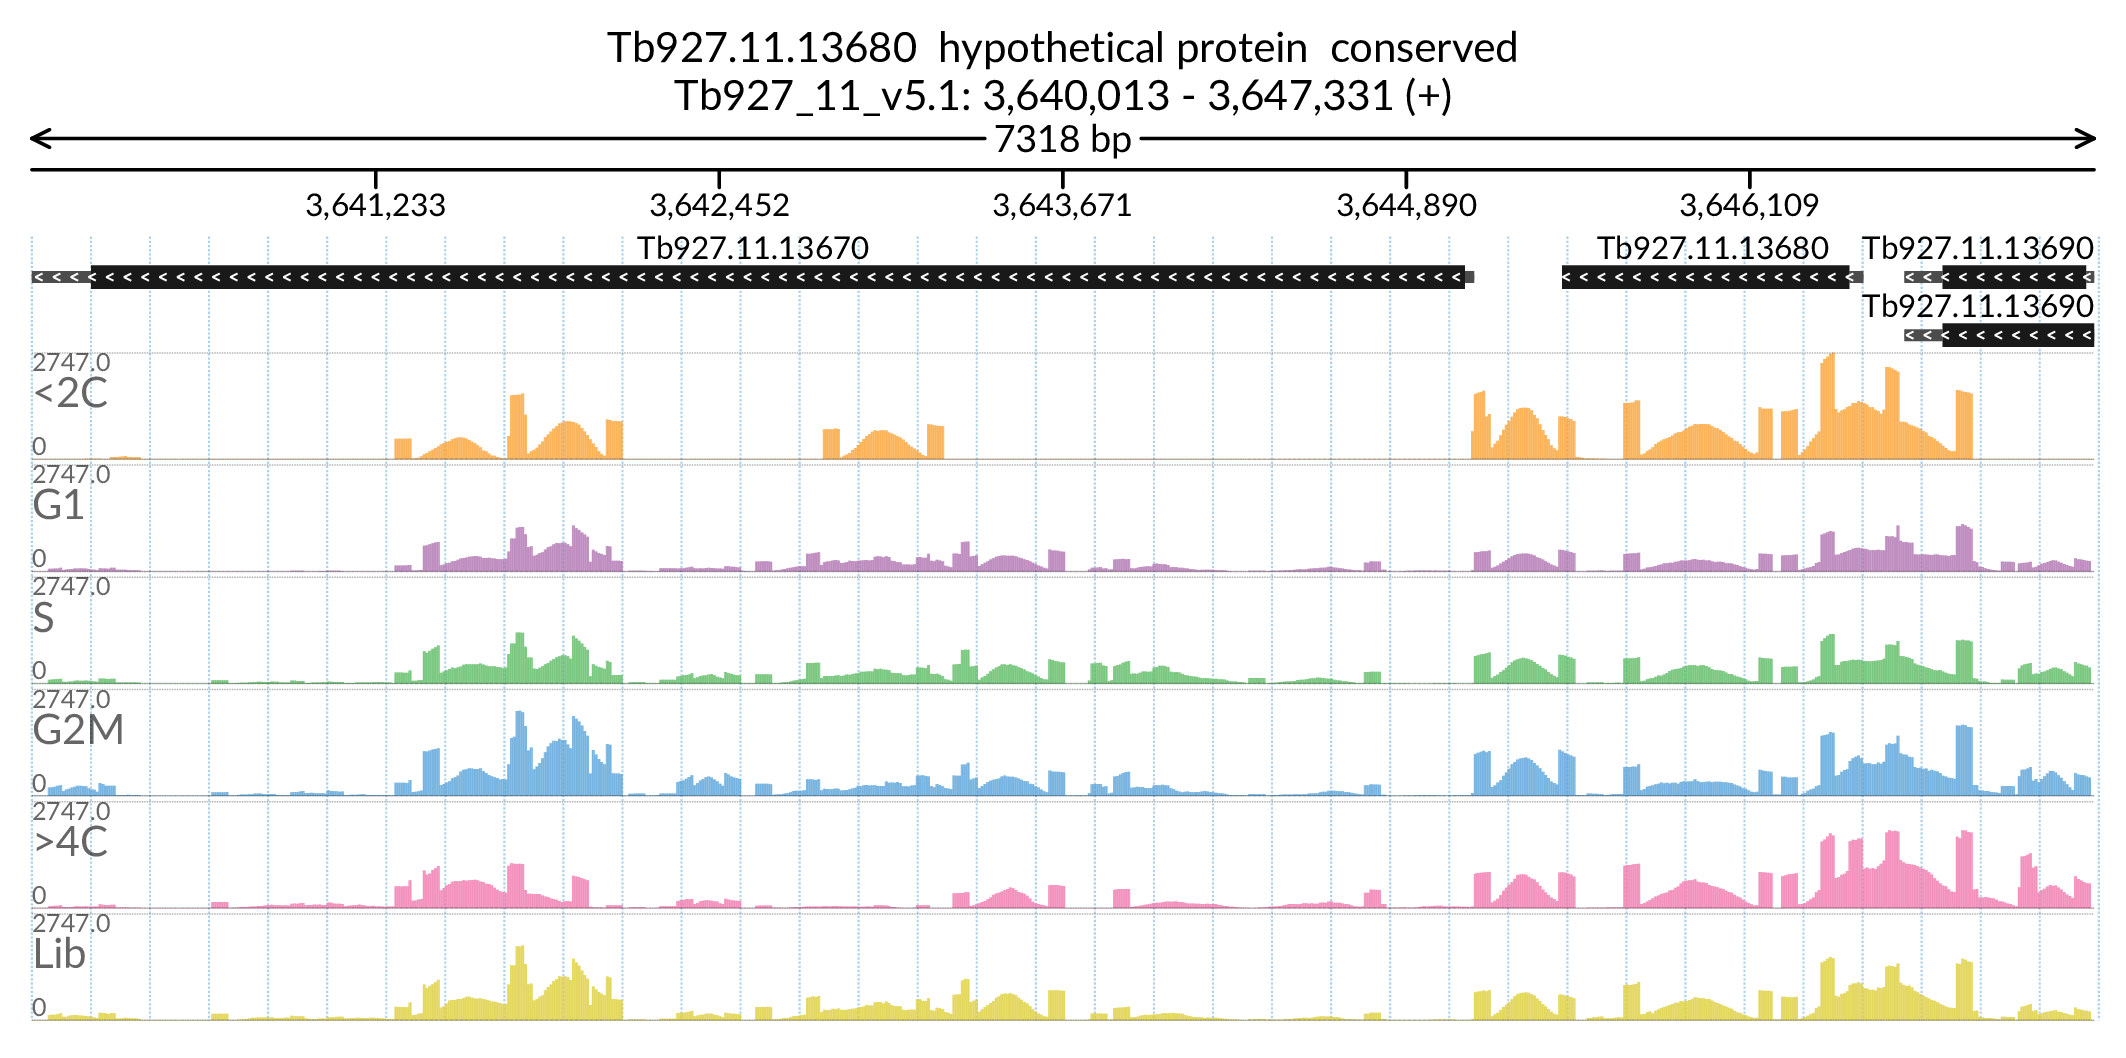 Tb927.11.13680  hypothetical protein  conserved
Tb927_11_v5.1: 3,640,013 - 3,647,331 (+)
7318 bp
3,641,233 3,642,452 3,643,671 3,644,890 3,646,109
Tb927.11.13670 Tb927.11.13680 Tb927.11.13690
Tb927.11.13690
2747.0
<2C
0
2747.0
G1
0
2747.0
S
0
2747.0
G2M
0
2747.0
>4C
0
2747.0
Lib
0